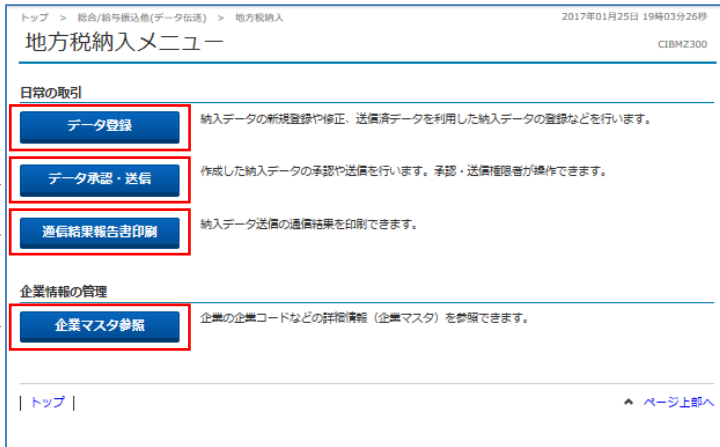 トップ > 総合/給与振込他(データ伝送) > 地方税納入
2017年01月25日 19時03分26秒
地方税納入メニュー
CIBMZ300
日常の取引
データ登録
納入データの新規登録や修正、送信済データを利用した納入データの登録などを行います。
データ承認・送信
作成した納入データの承認や送信を行います。承認・送信権限者が操作できます。
通信結果報告書印刷
納入データ送信の通信結果を印刷できます。
企業情報の管理
企業マスタ参照
企業の企業コードなどの詳細情報（企業マスタ）を参照できます。
| トップ |
ページ上部へ